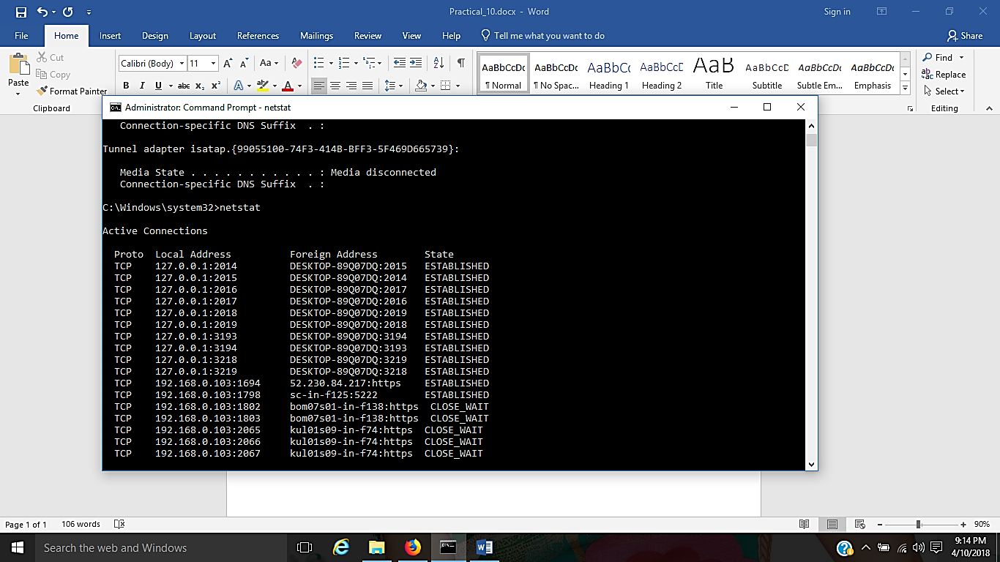 Practical_10.docx - Word
Sign in
File Home Insert Design Layout References Mailings Review View Help Tell me what you want to do Share
Paste
Cut
Copy
Format Painter
Clipboard
Calibri (Body) 11
AaBbCcDc AaBbCcDc AaBbCc AaBbCcD AaB AaBbCcD AaBbCcDc AaBbCcDc
¶ Normal ¶ No Spac... Heading 1 Heading 2 Title Subtitle Subtle Em... Emphasis
Find
Replace
Select
Editing
Administrator: Command Prompt - netstat
Connection-specific DNS Suffix . :
Tunnel adapter isatap.{99055100-74F3-414B-BFF3-5F469D665739}:
Media State . . . . . . . . . . . : Media disconnected
Connection-specific DNS Suffix . :
C:\Windows\system32>netstat
Active Connections
Proto Local Address Foreign Address State
TCP 127.0.0.1:2014 DESKTOP-89Q07DQ:2015 ESTABLISHED
TCP 127.0.0.1:2015 DESKTOP-89Q07DQ:2014 ESTABLISHED
TCP 127.0.0.1:2016 DESKTOP-89Q07DQ:2017 ESTABLISHED
TCP 127.0.0.1:2017 DESKTOP-89Q07DQ:2016 ESTABLISHED
TCP 127.0.0.1:2018 DESKTOP-89Q07DQ:2019 ESTABLISHED
TCP 127.0.0.1:2019 DESKTOP-89Q07DQ:2018 ESTABLISHED
TCP 127.0.0.1:3193 DESKTOP-89Q07DQ:3194 ESTABLISHED
TCP 127.0.0.1:3194 DESKTOP-89Q07DQ:3193 ESTABLISHED
TCP 127.0.0.1:3218 DESKTOP-89Q07DQ:3219 ESTABLISHED
TCP 127.0.0.1:3219 DESKTOP-89Q07DQ:3218 ESTABLISHED
TCP 192.168.0.103:1694 52.230.84.217:https ESTABLISHED
TCP 192.168.0.103:1798 sc-in-f125:5222 ESTABLISHED
TCP 192.168.0.103:1802 bom07s01-in-f138:https CLOSE_WAIT
TCP 192.168.0.103:1803 bom07s01-in-f138:https CLOSE_WAIT
TCP 192.168.0.103:2065 kul01s09-in-f74:https CLOSE_WAIT
TCP 192.168.0.103:2066 kul01s09-in-f74:https CLOSE_WAIT
TCP 192.168.0.103:2067 kul01s09-in-f74:https CLOSE_WAIT
Page 1 of 1 106 words 90%
Search the web and Windows
9:14 PM
4/10/2018